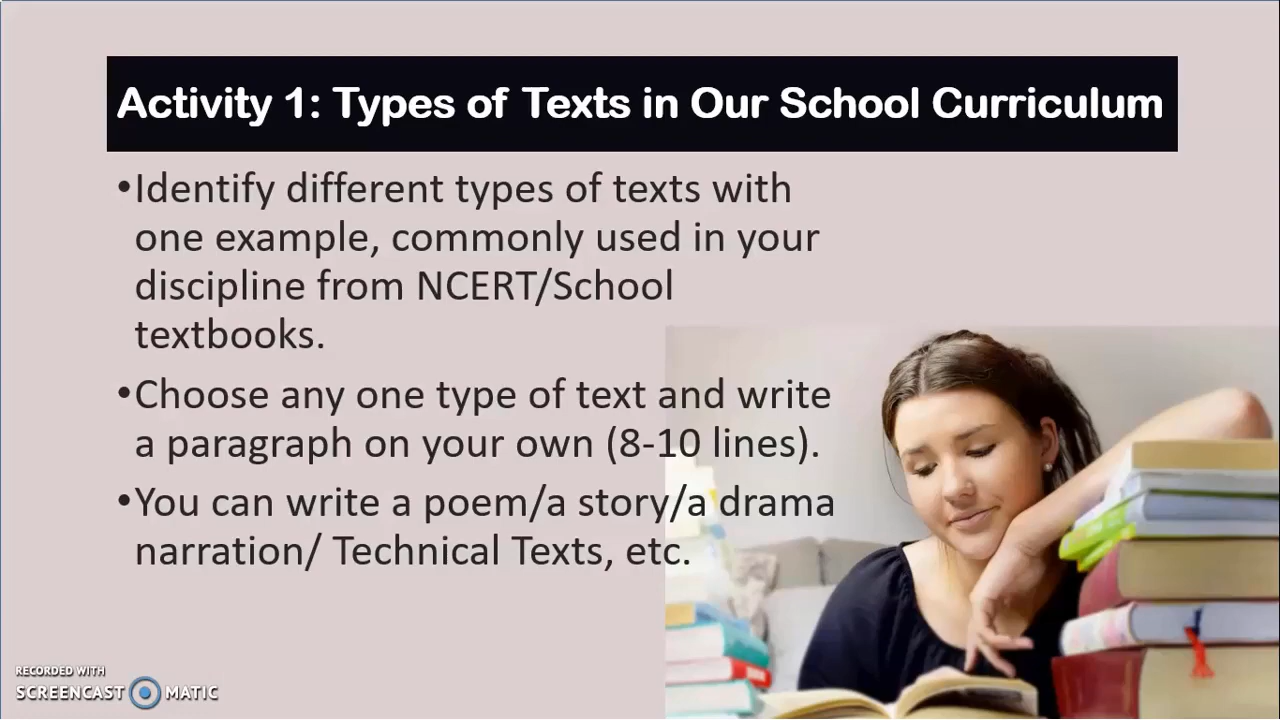 Activity 1: Types of Texts in Our School Curriculum
•Identify different types of texts with
one example, commonly used in your
discipline from NCERT/School
textbooks.
•Choose any one type of text and write
a paragraph on your own (8-10 lines).
•You can write a poem/a story/a drama
narration/ Technical Texts, etc.
RECORDED WITH
SCREENCAST MATIC